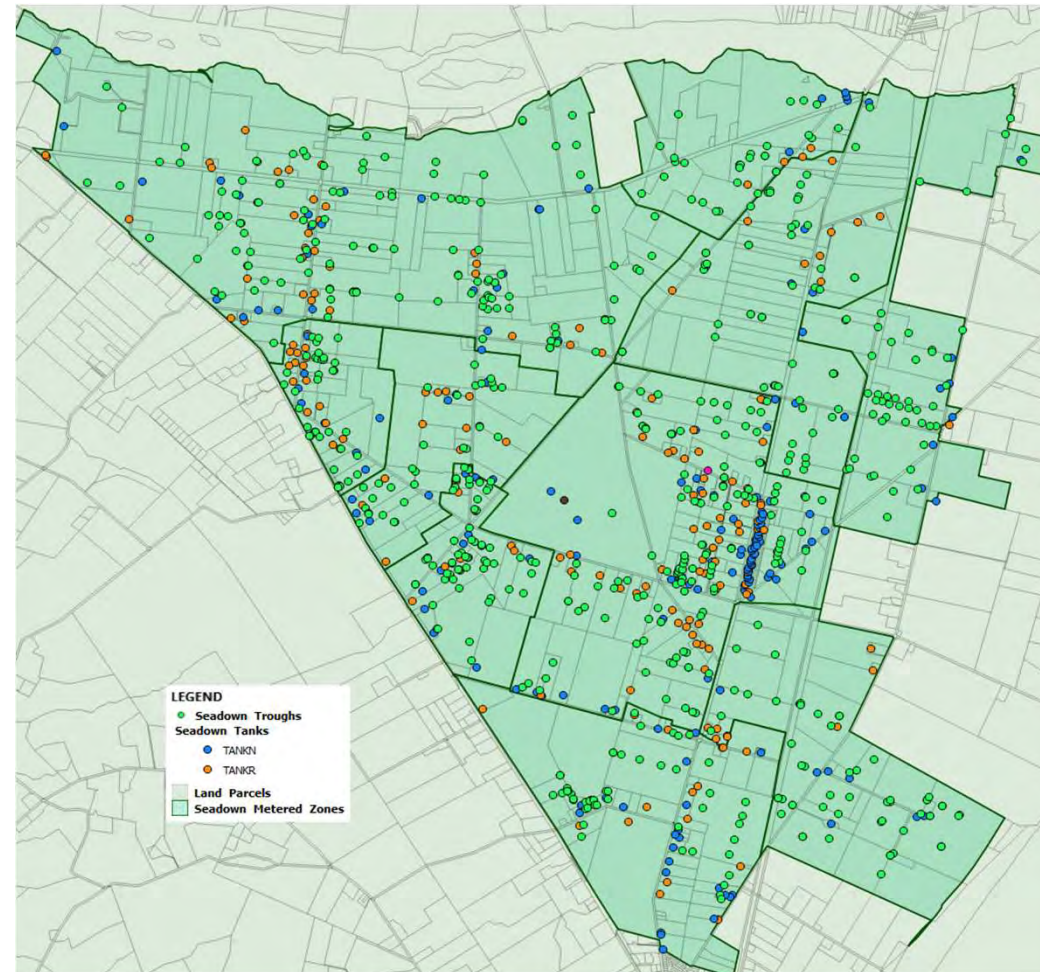 LEGEND
Seadown Troughs
Seadown Tanks
TANKN
TANKR
Land Parcels
Seadown Metered Zones